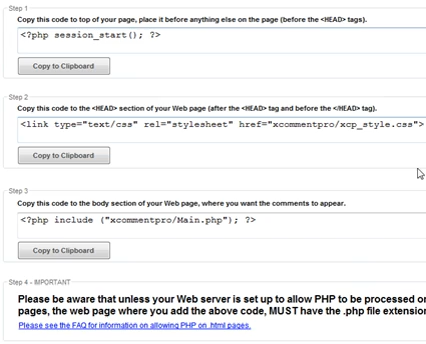 Step 1
Copy this code to top of your page, place it before anything else on the page (before the <HEAD> tags).
<?php session_start(); ?>
Copy to Clipboard
Step 2
Copy this code to the <HEAD> section of your Web page (after the <HEAD> tag and before the </HEAD> tag).
<link type="text/css" rel="stylesheet" href="xcommentpro/xcp_style.css">
Copy to Clipboard
Step 3
Copy this code to the body section of your Web page, where you want the comments to appear.
<?php include ("xcommentpro/Main.php"); ?>
Copy to Clipboard
Step 4 - IMPORTANT
Please be aware that unless your Web server is set up to allow PHP to be processed on
pages, the web page where you add the above code, MUST have the .php file extension
Please see the FAQ for information on allowing PHP on .html pages.